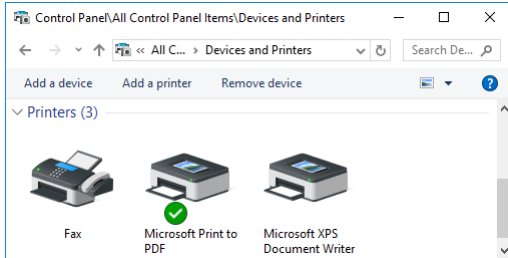 Control Panel\All Control Panel Items\Devices and Printers
« All C... › Devices and Printers
Search De...
Add a device Add a printer Remove device
Printers (3)
Fax
Microsoft Print to
PDF
Microsoft XPS
Document Writer